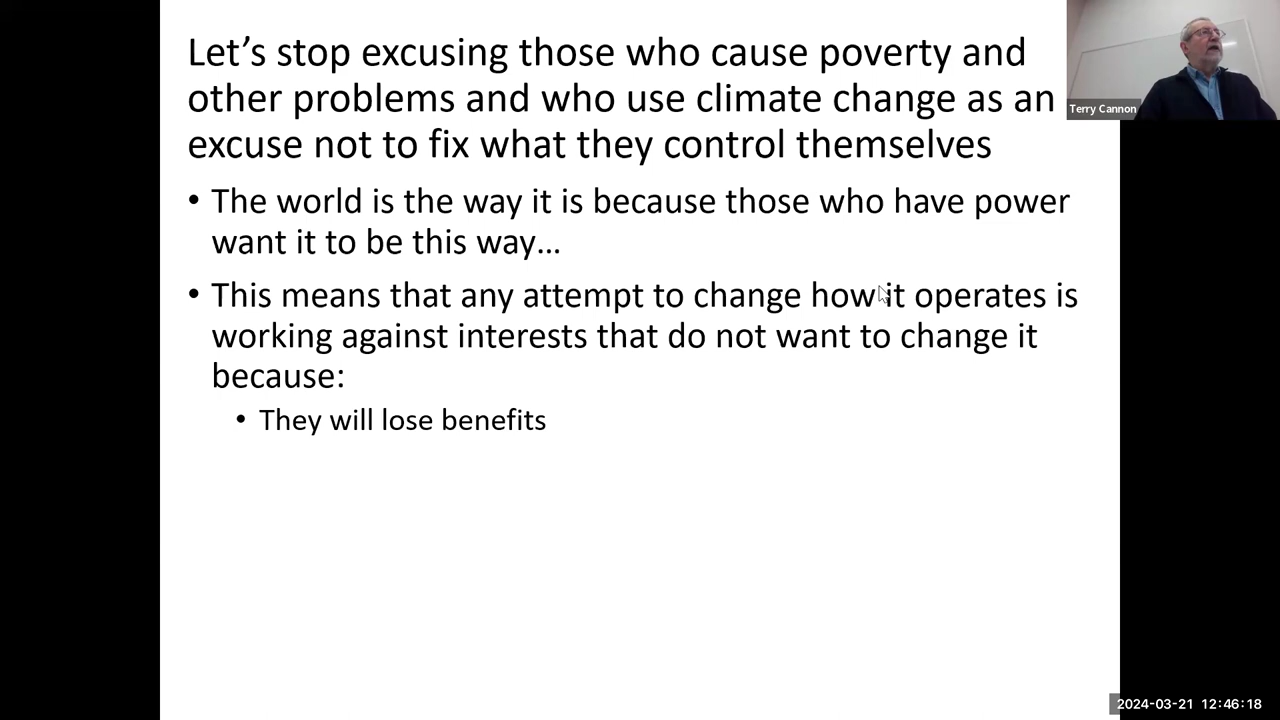 Let’s stop excusing those who cause poverty and
other problems and who use climate change as an
excuse not to fix what they control themselves
• The world is the way it is because those who have power
want it to be this way…
• This means that any attempt to change how it operates is
working against interests that do not want to change it
because:
• They will lose benefits
Terry Cannon
2024-03-21 12:46:18